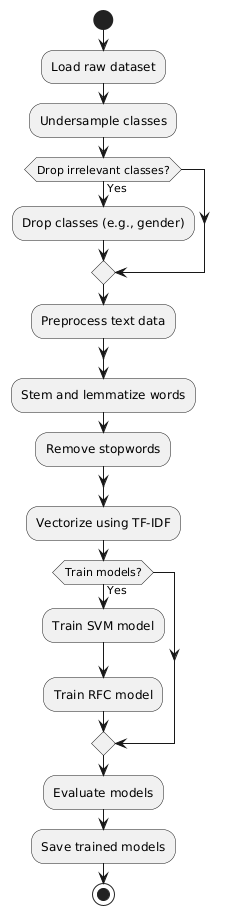 Load raw dataset
Undersample classes
Drop irrelevant classes?
Yes
Drop classes (e.g., gender)
Preprocess text data
Stem and lemmatize words
Remove stopwords
Vectorize using TF-IDF
Train models?
Yes
Train SVM model
Train RFC model
Evaluate models
Save trained models